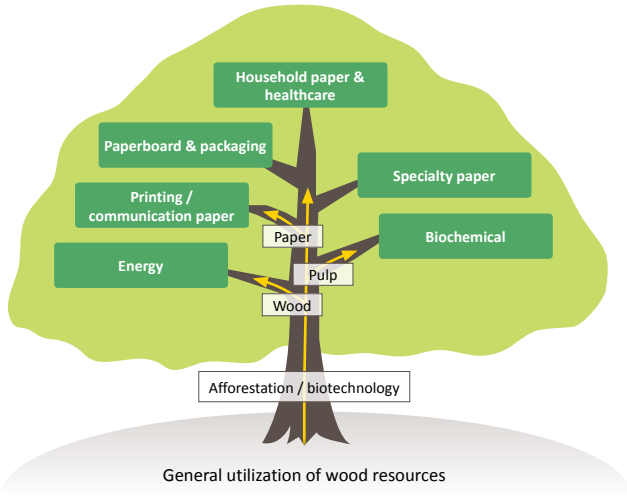 Household paper &
healthcare
Paperboard & packaging
Specialty paper
Printing /
communication paper
Biochemical
Paper
Energy
Pulp
Wood
Afforestation / biotechnology
General utilization of wood resources